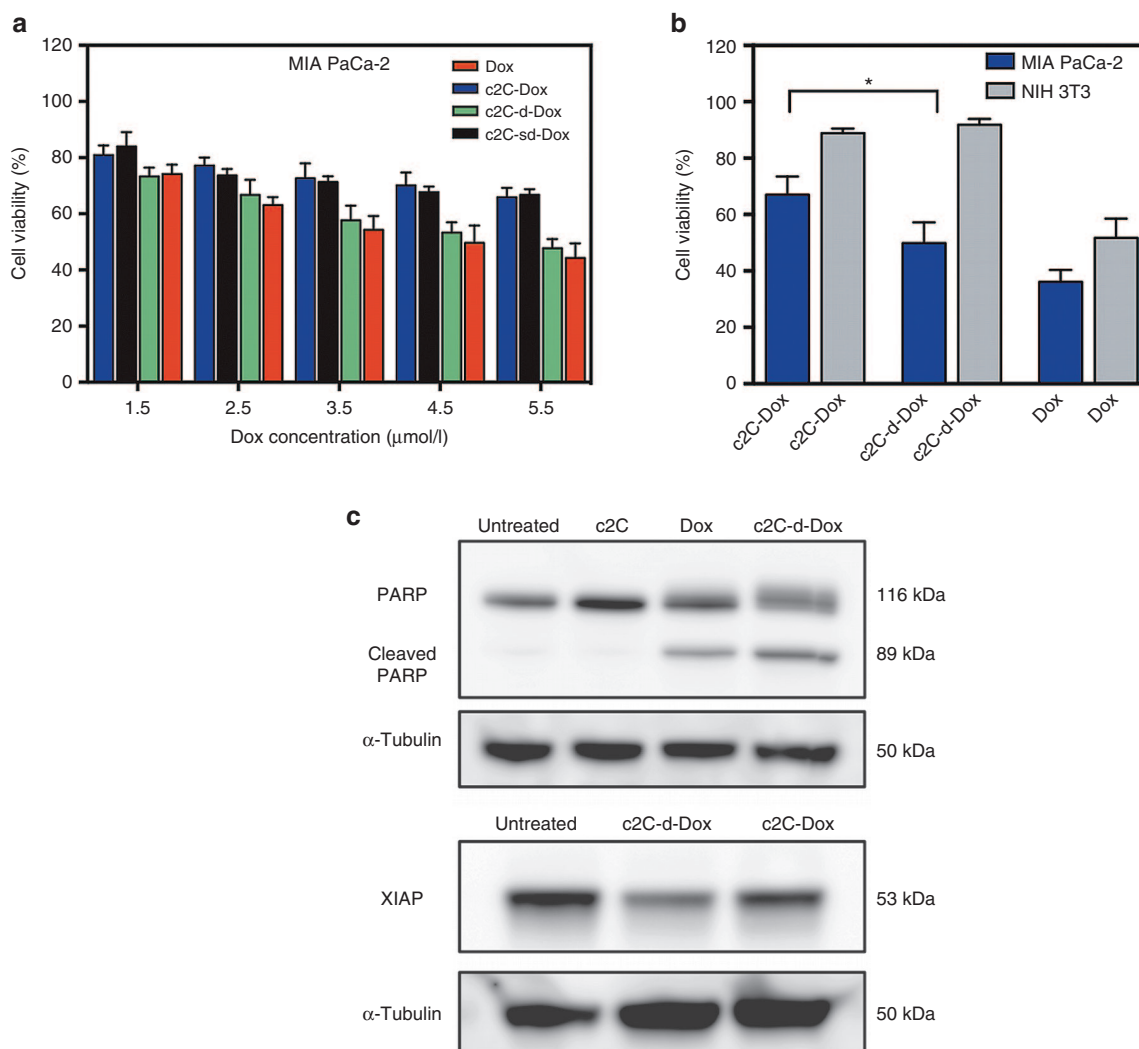 a
120
100
80
60
40
20
0
Cell viability (%)
MIA PaCa-2
Dox
c2C-Dox
c2C-d-Dox
c2C-sd-Dox
1.5 2.5 3.5 4.5 5.5
Dox concentration (μmol/l)
b
120
100
80
60
40
20
0
Cell viability (%)
MIA PaCa-2
NIH 3T3
*
c2C-Dox
c2C-Dox
c2C-d-Dox
c2C-d-Dox
Dox
Dox
c
Untreated c2C Dox c2C-d-Dox
PARP 116 kDa
Cleaved 89 kDa
PARP
α-Tubulin 50 kDa
Untreated c2C-d-Dox c2C-Dox
XIAP 53 kDa
α-Tubulin 50 kDa